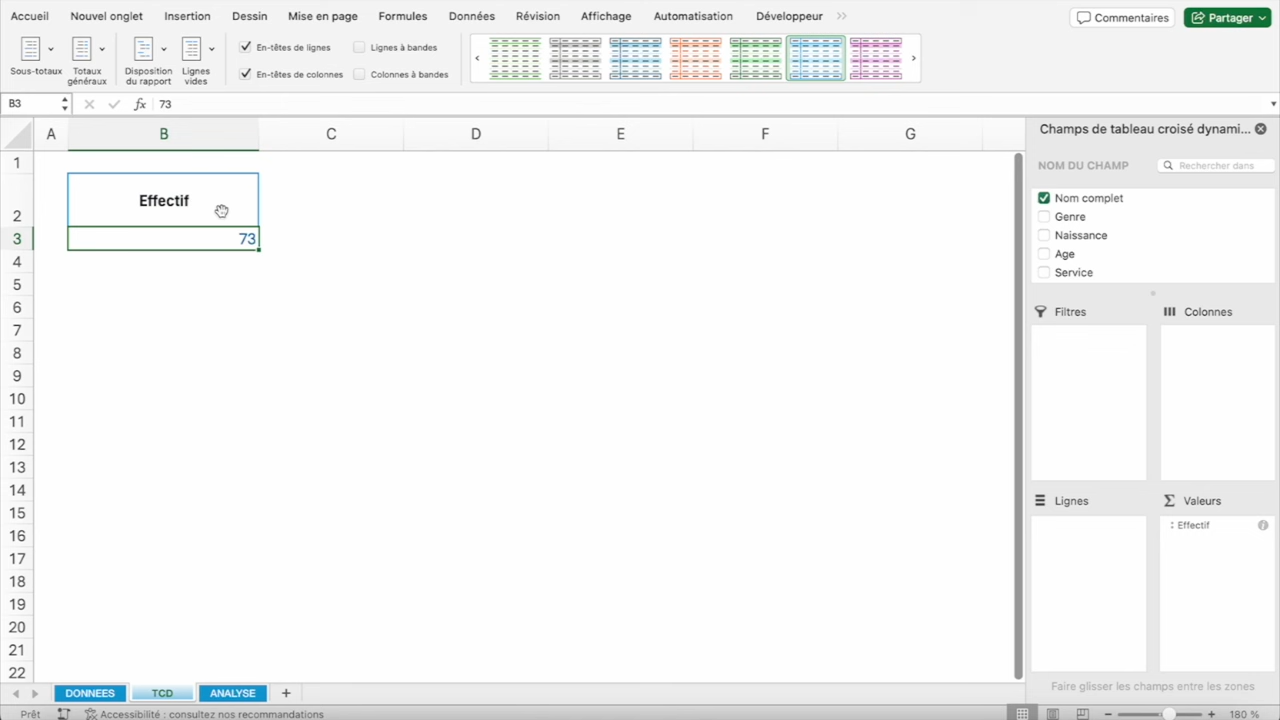 Accueil Nouvel onglet Insertion Dessin Mise en page Formules Données Révision Affichage Automatisation Développeur Commentaires Partager
Sous-totaux
Totaux généraux
Disposition du rapport
Lignes vides
En-têtes de lignes Lignes à bandes
En-têtes de colonnes Colonnes à bandes
B3 fx 73
A B C D E F G
1
2 Effectif
3 73
4
5
6
7
8
9
10
11
12
13
14
15
16
17
18
19
20
21
22
Champs de tableau croisé dynami...
NOM DU CHAMP Rechercher dans
Nom complet
Genre
Naissance
Age
Service
Filtres Colonnes
Lignes Valeurs
Effectif
Faire glisser les champs entre les zones
DONNEES TCD ANALYSE +
Prêt Accessibilité : consultez nos recommandations 180 %